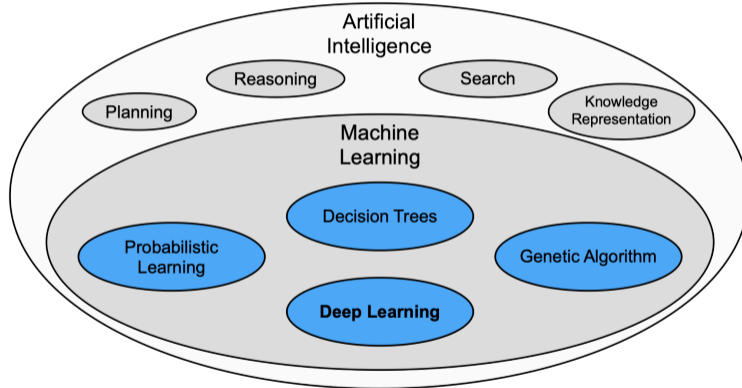 Artificial
Intelligence
Reasoning
Search
Planning
Knowledge
Representation
Machine
Learning
Decision Trees
Probabilistic
Learning
Genetic Algorithm
Deep Learning